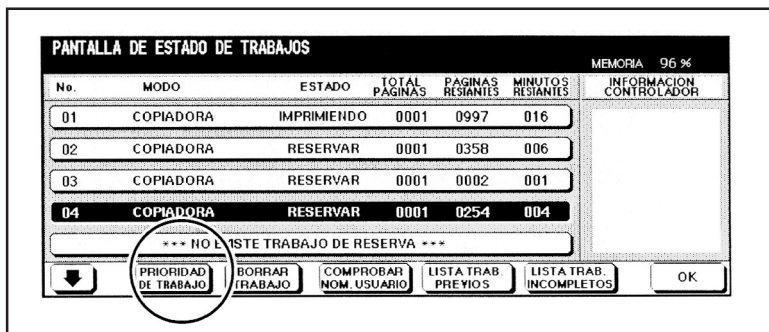 PANTALLA DE ESTADO DE TRABAJOS
MEMORIA 96 %
No. MODO ESTADO TOTAL PÁGINAS PÁGINAS RESTANTES MINUTOS RESTANTES INFORMACION CONTROLADOR
01 COPIADORA IMPRIMIENDO 0001 0997 016
02 COPIADORA RESERVAR 0001 0358 006
03 COPIADORA RESERVAR 0001 0002 001
04 COPIADORA RESERVAR 0001 0254 004
*** NO EXISTE TRABAJO DE RESERVA ***
PRIORIDAD DE TRABAJO BORRAR TRABAJO COMPROBAR NOM. USUARIO LISTA TRAB. PREVIOS LISTA TRAB. INCOMPLETOS OK